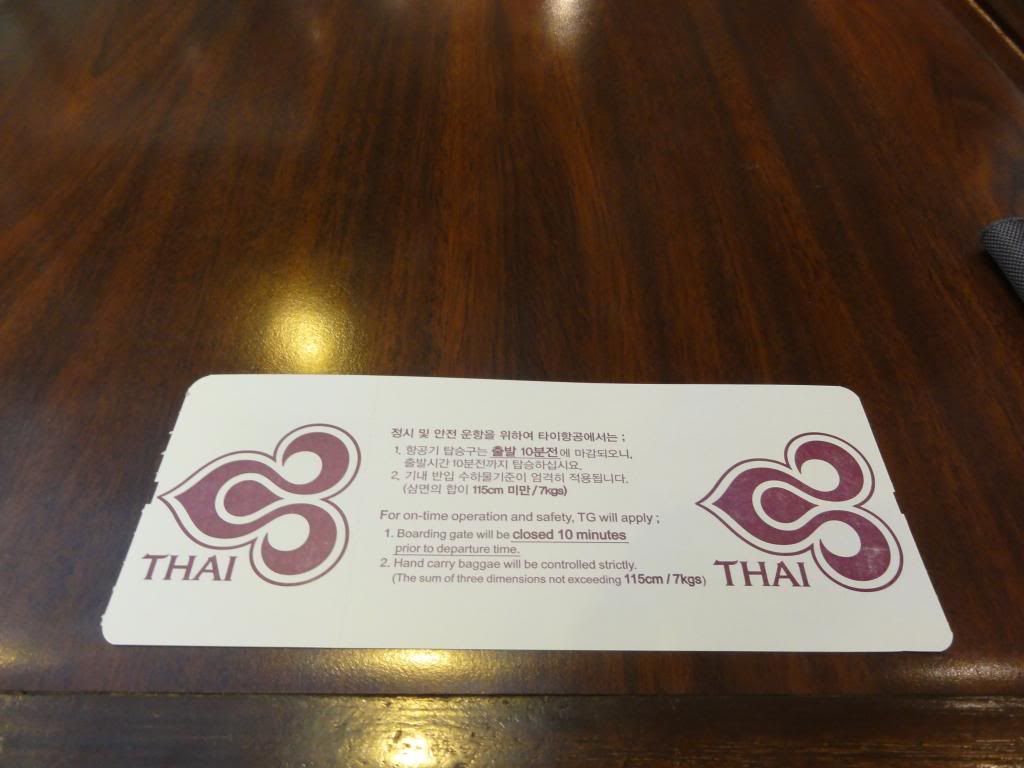 정시 및 안전 운항을 위하여 타이항공에서는 ;
1. 항공기 탑승구는 출발 10분전에 마감되오니,
출발시간 10분전까지 탑승하십시요.
2. 기내 반입 수하물기준이 엄격히 적용됩니다.
(삼면의 합이 115cm 미만 / 7kgs)
For on-time operation and safety, TG will apply ;
1. Boarding gate will be closed 10 minutes
prior to departure time.
2. Hand carry baggae will be controlled strictly.
(The sum of three dimensions not exceeding 115cm / 7kgs)
THAI
THAI